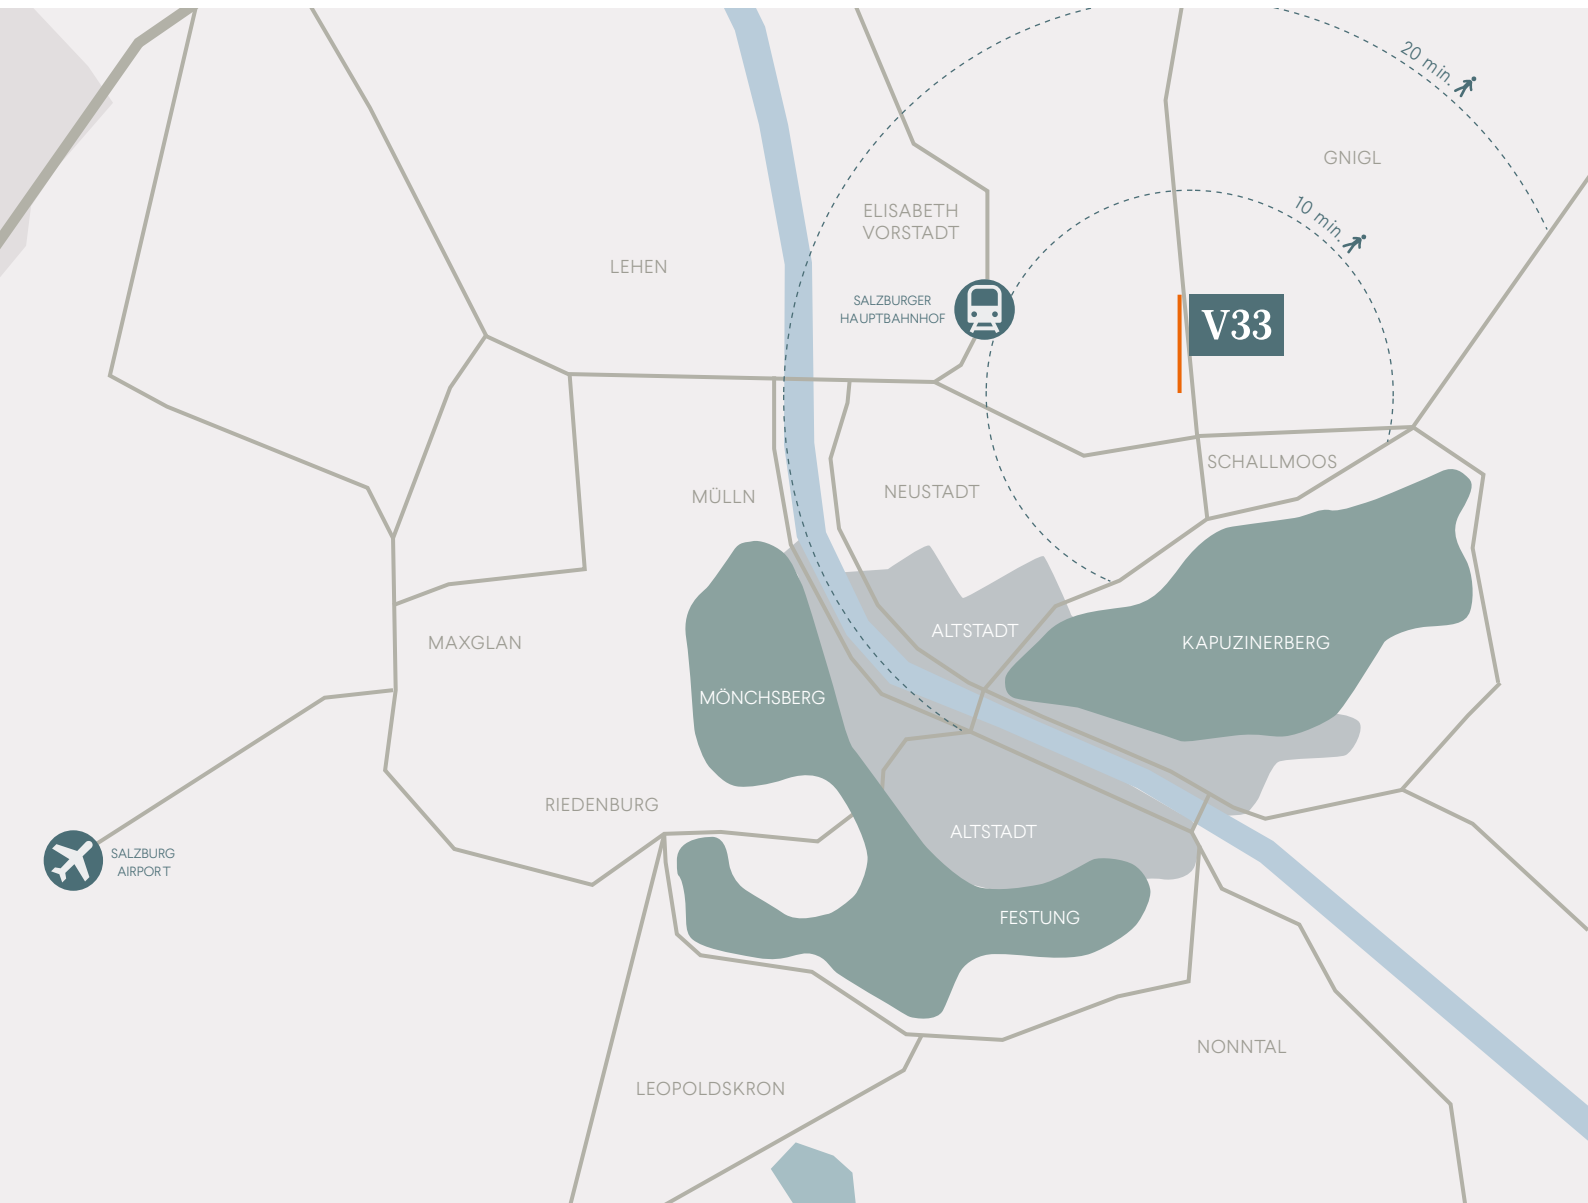 20 min.
GNIGL
10 min.
ELISABETH
VORSTADT
LEHEN
SALZBURGER
HAUPTBAHNHOF
V33
SCHALLMOOS
NEUSTADT
MÜLLN
ALTSTADT
KAPUZINERBERG
MAXGLAN
MÖNCHSBERG
RIEDENBURG
ALTSTADT
SALZBURG
AIRPORT
FESTUNG
NONNTAL
LEOPOLDSKRON